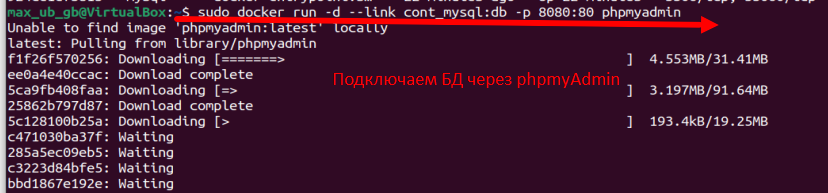 max_ub_gb@VirtualBox:~$ sudo docker run -d --link cont_mysql:db -p 8080:80 phpmyadmin
Unable to find image 'phpmyadmin:latest' locally
latest: Pulling from library/phpmyadmin
f1f26f570256: Downloading [=======>                                           ]  4.553MB/31.41MB
ee0a4e40ccac: Download complete
Подключаем БД через phpmyAdmin
5ca9fb408faa: Downloading [=>                                                 ]  3.197MB/91.64MB
25862b797d87: Download complete
5c128100b25a: Downloading [>                                                  ]  193.4kB/19.25MB
c471030ba37f: Waiting
285a5ec09eb5: Waiting
c3223d84bfe5: Waiting
bbd1867e192e: Waiting